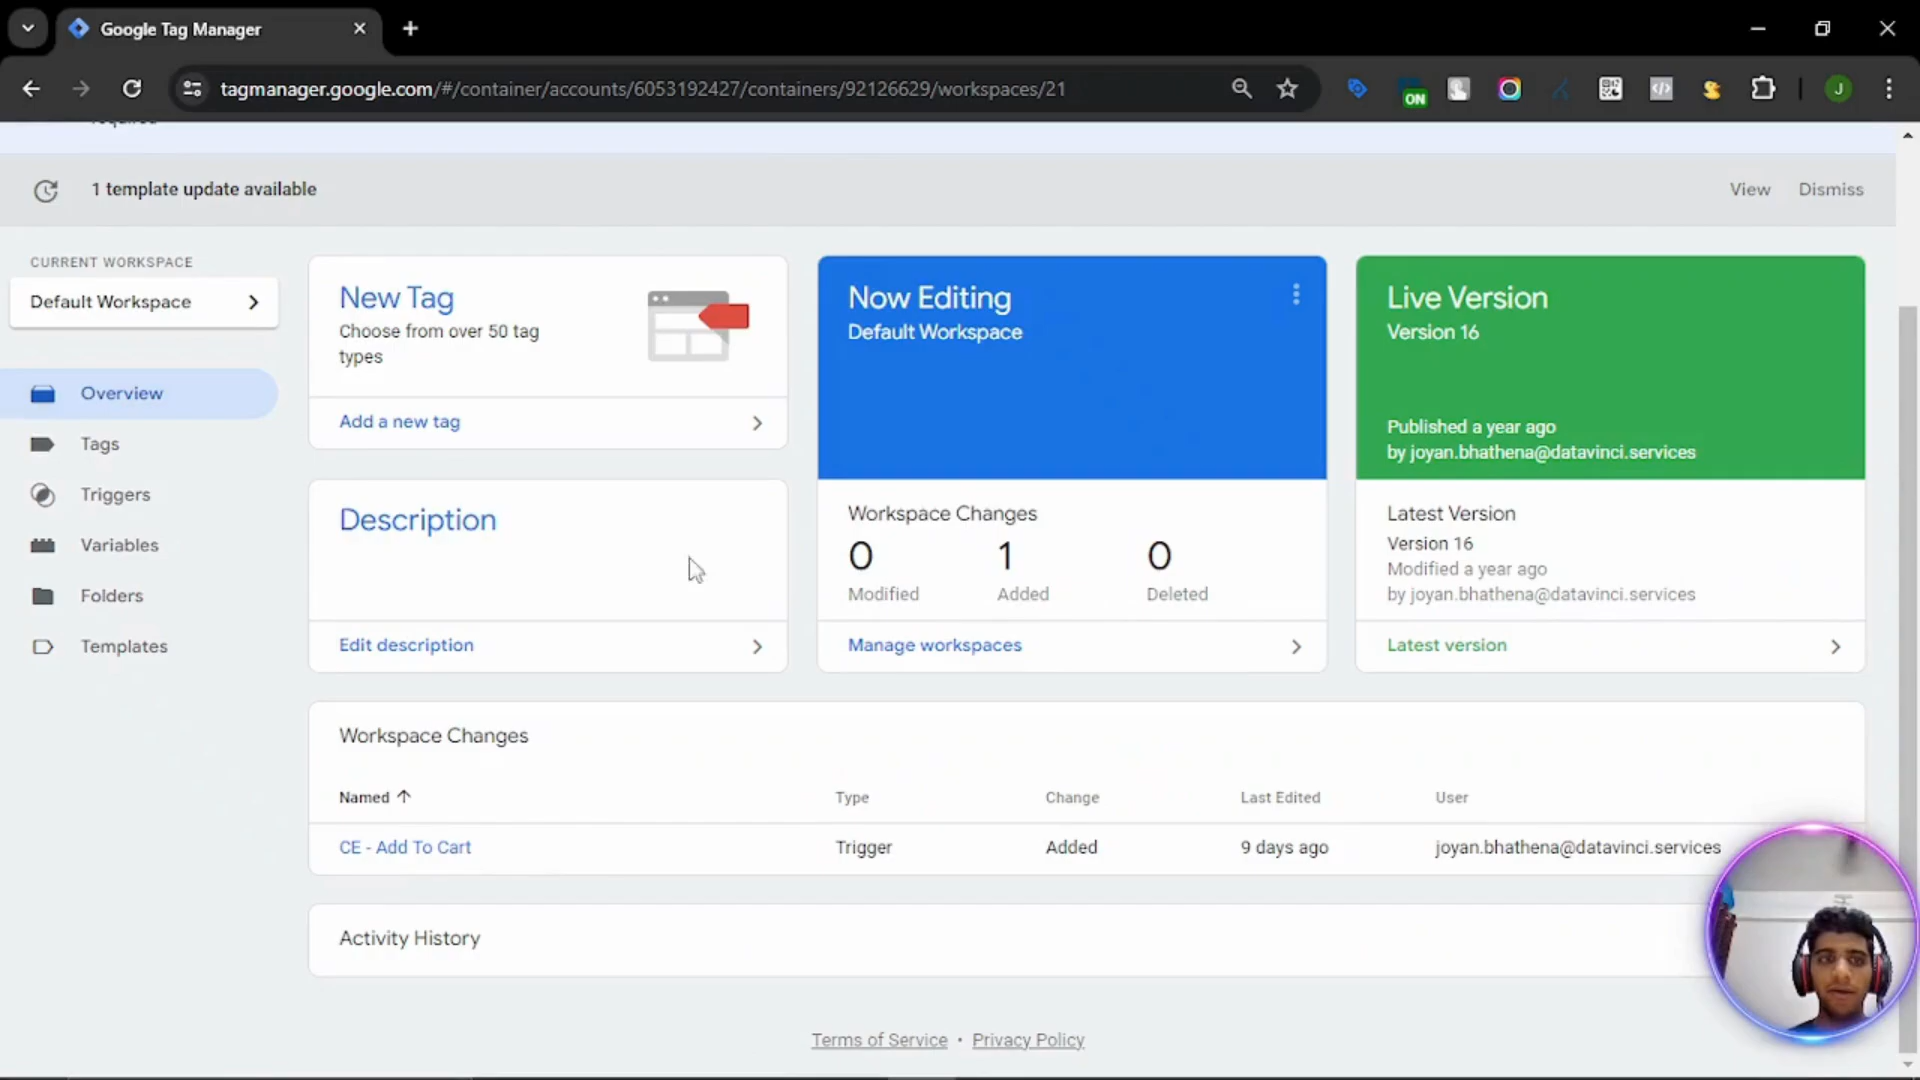 Google Tag Manager
tagmanager.google.com/#/container/accounts/6053192427/containers/92126629/workspaces/21
ON
J
required
1 template update available
View
Dismiss
CURRENT WORKSPACE
Default Workspace
Overview
Tags
Triggers
Variables
Folders
Templates
New Tag
Choose from over 50 tag
types
Add a new tag
Description
Edit description
Now Editing
Default Workspace
Workspace Changes
0 1 0
Modified Added Deleted
Manage workspaces
Live Version
Version 16
Published a year ago
by joyan.bhathena@datavinci.services
Latest Version
Version 16
Modified a year ago
by joyan.bhathena@datavinci.services
Latest version
Workspace Changes
Named Type Change Last Edited User
CE - Add To Cart Trigger Added 9 days ago joyan.bhathena@datavinci.services
Activity History
Terms of Service • Privacy Policy